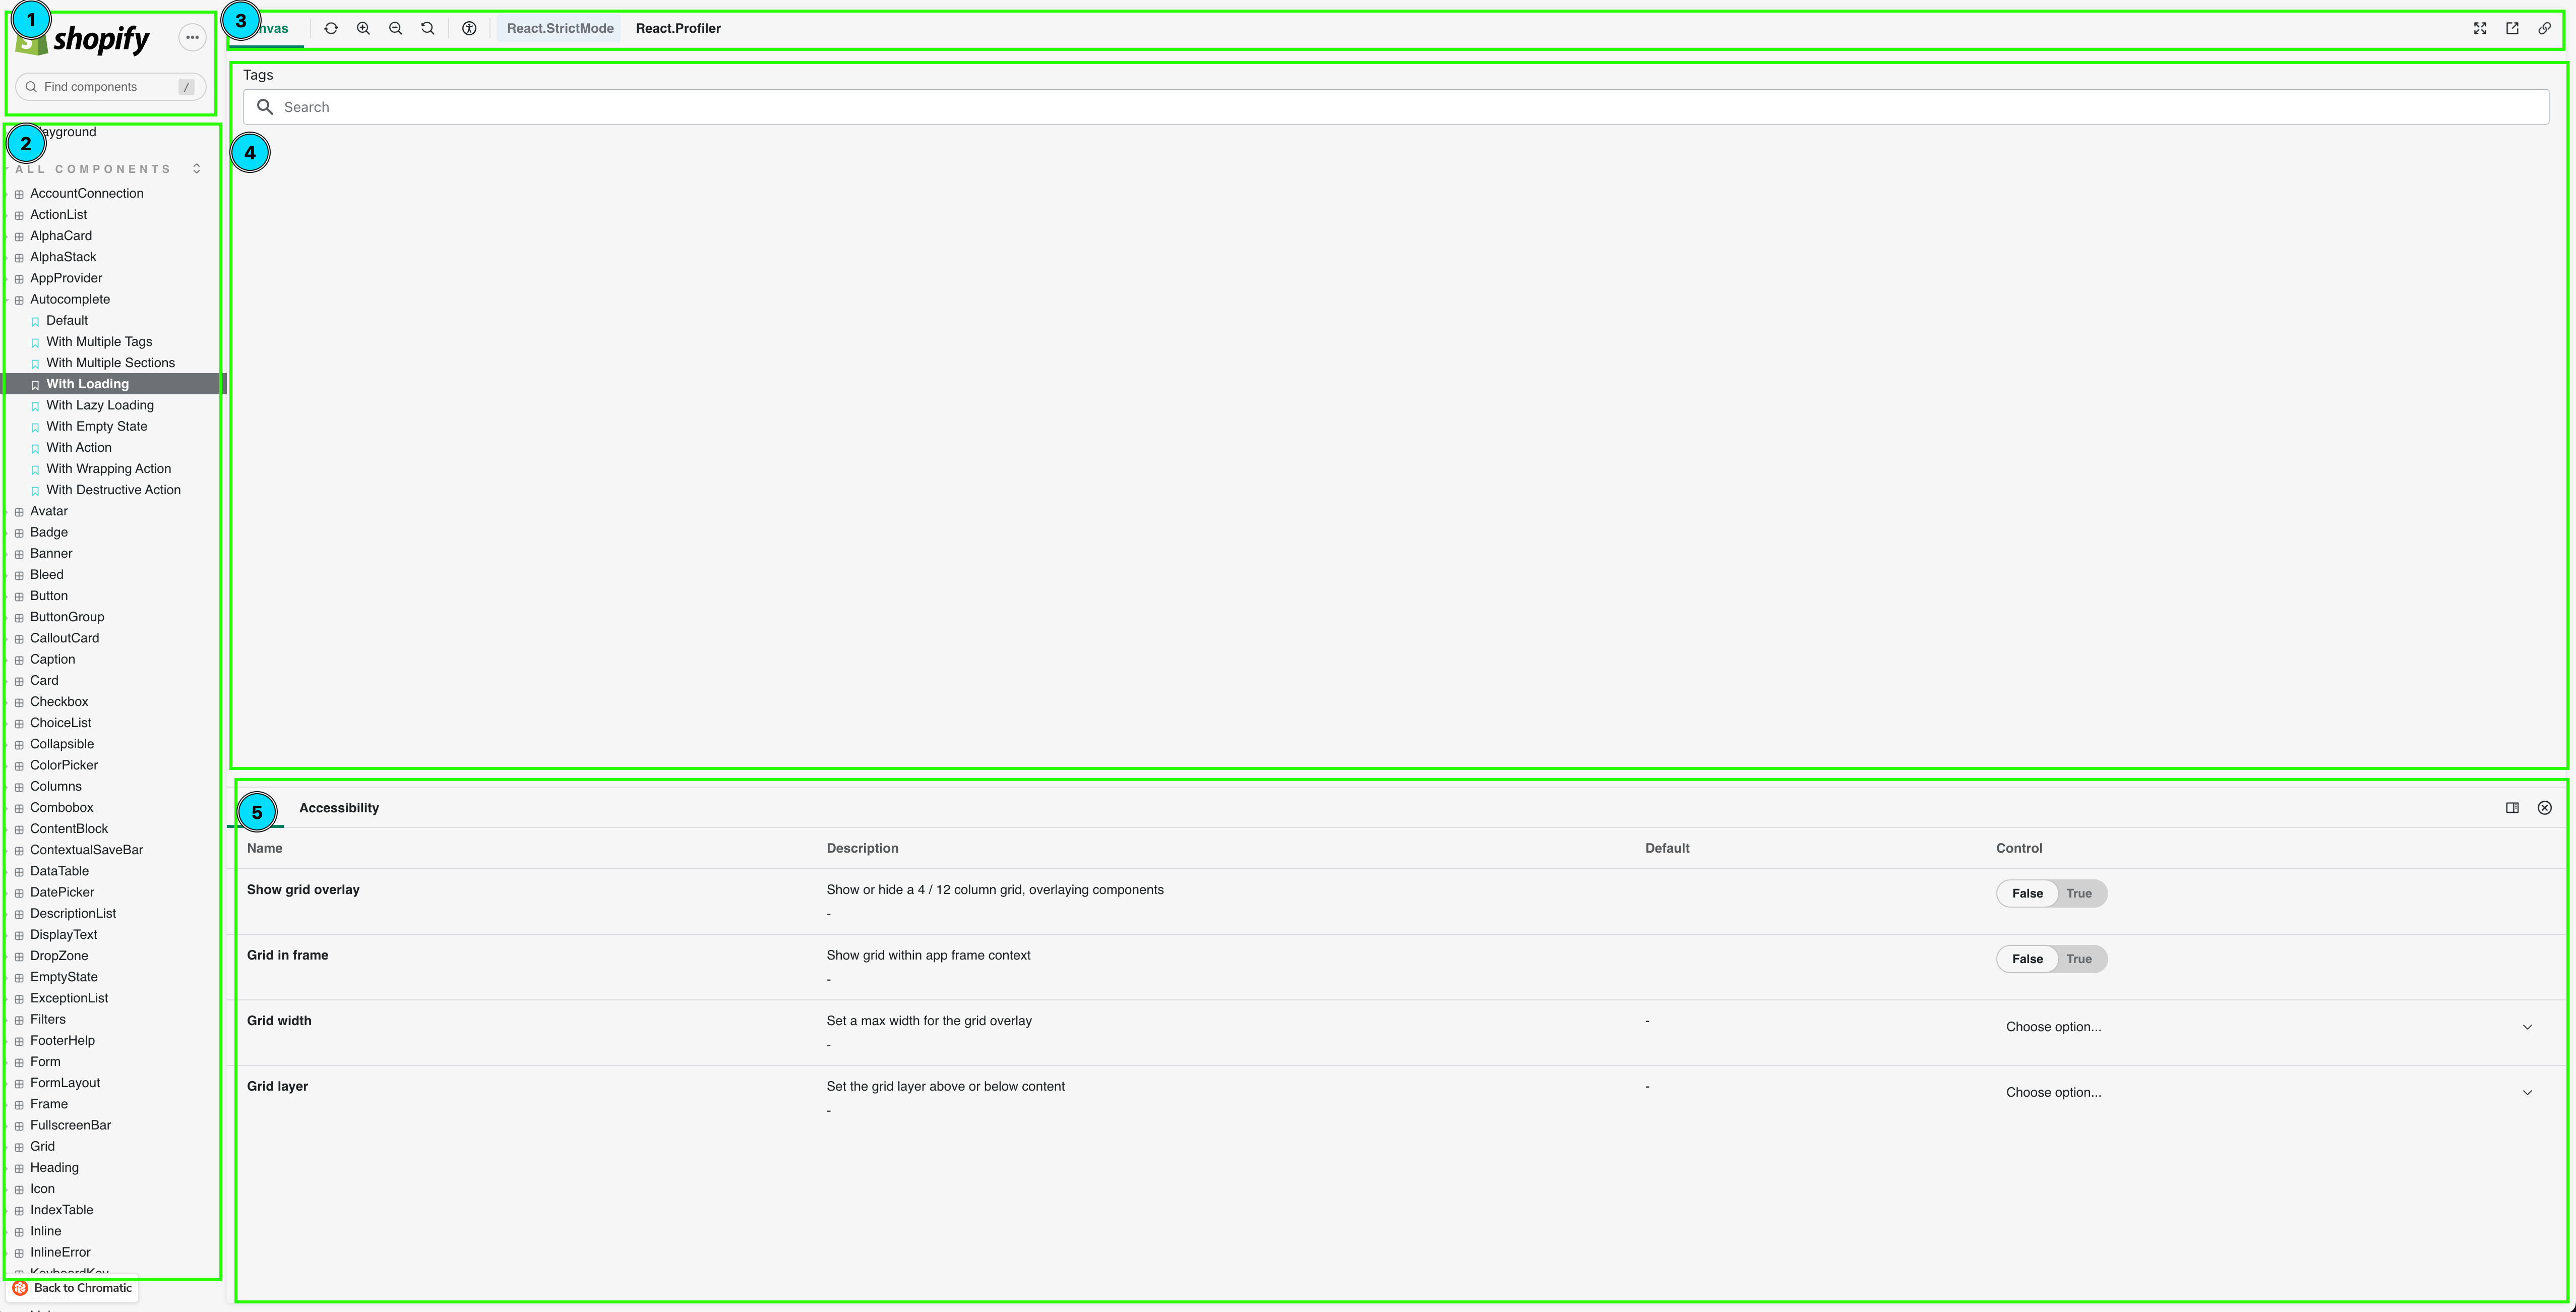 1
shopify
Find components /
2
ALL COMPONENTS
AccountConnection
ActionList
AlphaCard
AlphaStack
AppProvider
Autocomplete
Default
With Multiple Tags
With Multiple Sections
With Loading
With Lazy Loading
With Empty State
With Action
With Wrapping Action
With Destructive Action
Avatar
Badge
Banner
Bleed
Button
ButtonGroup
CalloutCard
Caption
Card
Checkbox
ChoiceList
Collapsible
ColorPicker
Columns
Combobox
ContentBlock
ContextualSaveBar
DataTable
DatePicker
DescriptionList
DisplayText
DropZone
EmptyState
ExceptionList
Filters
FooterHelp
Form
FormLayout
Frame
FullscreenBar
Grid
Heading
Icon
IndexTable
Inline
InlineError
KeyboardKey
Back to Chromatic
3
React.StrictMode React.Profiler
Tags
Search
4
5 Accessibility
Name Description Default Control
Show grid overlay Show or hide a 4 / 12 column grid, overlaying components False True
-
Grid in frame Show grid within app frame context False True
-
Grid width Set a max width for the grid overlay - Choose option...
-
Grid layer Set the grid layer above or below content - Choose option...
-